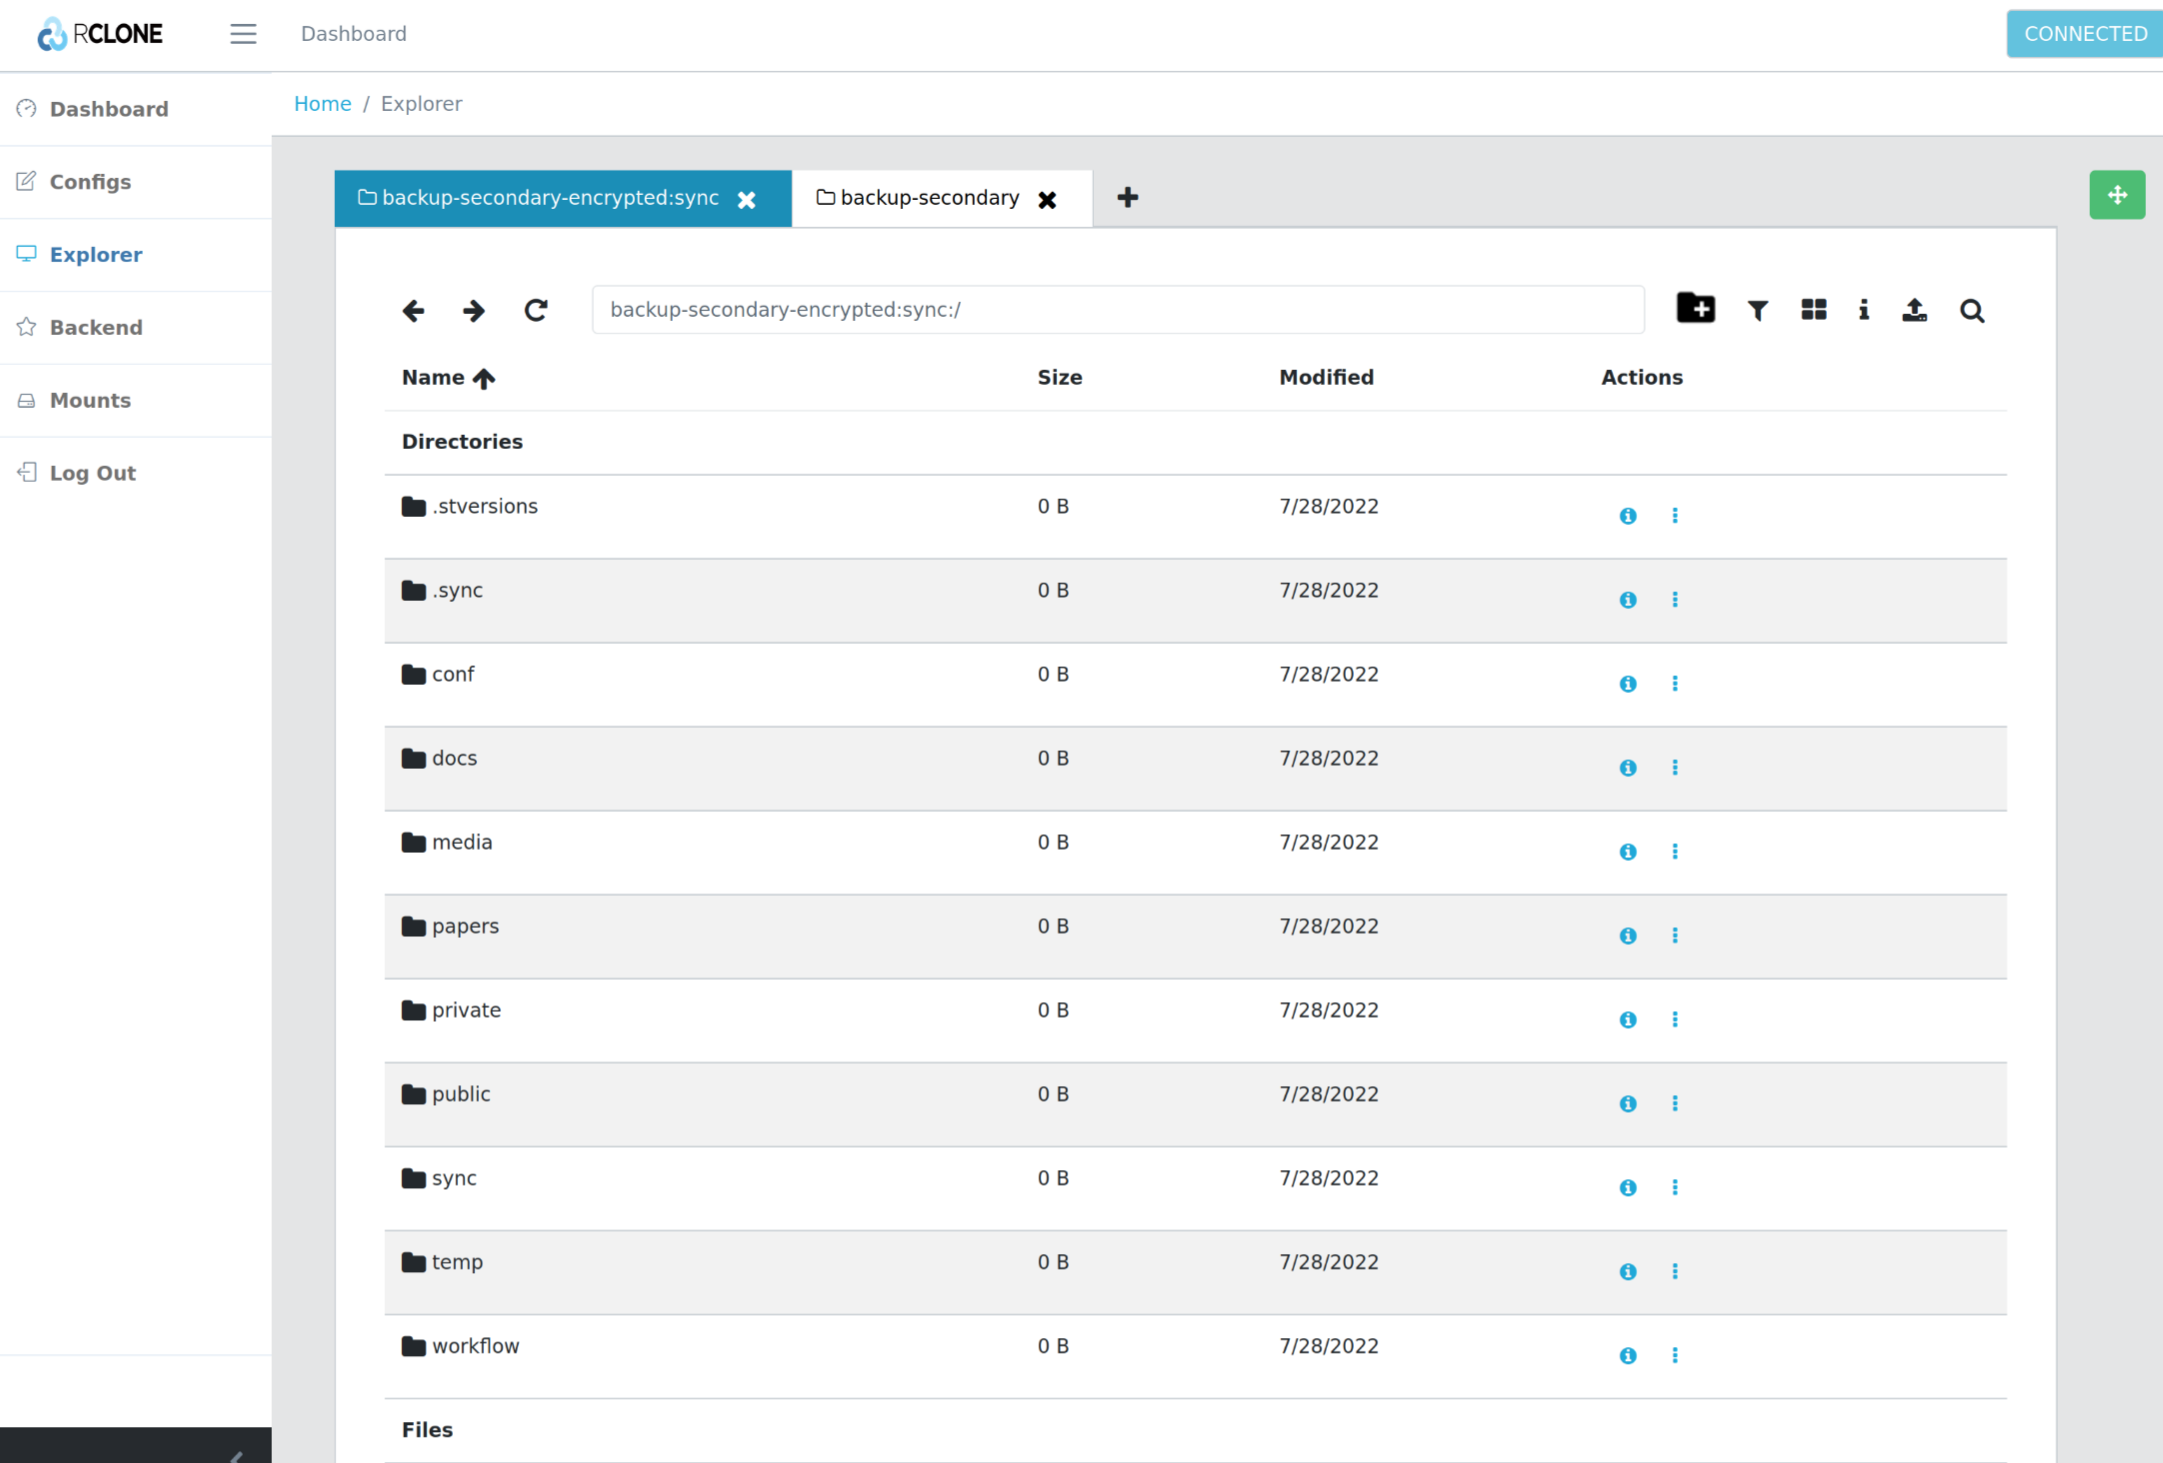 RCLONE
Dashboard
CONNECTED
Dashboard
Configs
Explorer
Backend
Mounts
Log Out
Home / Explorer
backup-secondary-encrypted:sync
backup-secondary
backup-secondary-encrypted:sync:/
Name Size Modified Actions
Directories
.stversions 0 B 7/28/2022
.sync 0 B 7/28/2022
conf 0 B 7/28/2022
docs 0 B 7/28/2022
media 0 B 7/28/2022
papers 0 B 7/28/2022
private 0 B 7/28/2022
public 0 B 7/28/2022
sync 0 B 7/28/2022
temp 0 B 7/28/2022
workflow 0 B 7/28/2022
Files